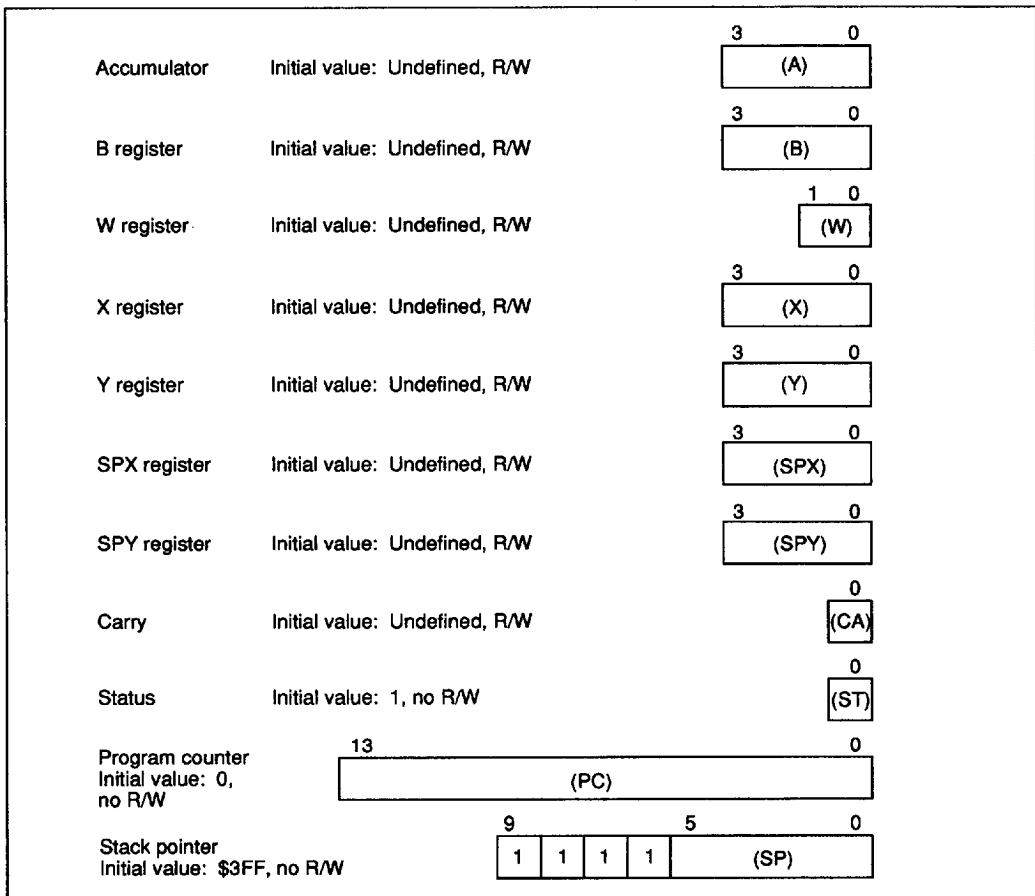 3 0
Accumulator Initial value: Undefined, R/W (A)
3 0
B register Initial value: Undefined, R/W (B)
1 0
W register Initial value: Undefined, R/W (W)
3 0
X register Initial value: Undefined, R/W (X)
3 0
Y register Initial value: Undefined, R/W (Y)
3 0
SPX register Initial value: Undefined, R/W (SPX)
3 0
SPY register Initial value: Undefined, R/W (SPY)
0
Carry Initial value: Undefined, R/W (CA)
0
Status Initial value: 1, no R/W (ST)
13 0
Program counter
Initial value: 0,
no R/W
(PC)
9 5 0
Stack pointer
Initial value: $3FF, no R/W
1 1 1 1 (SP)